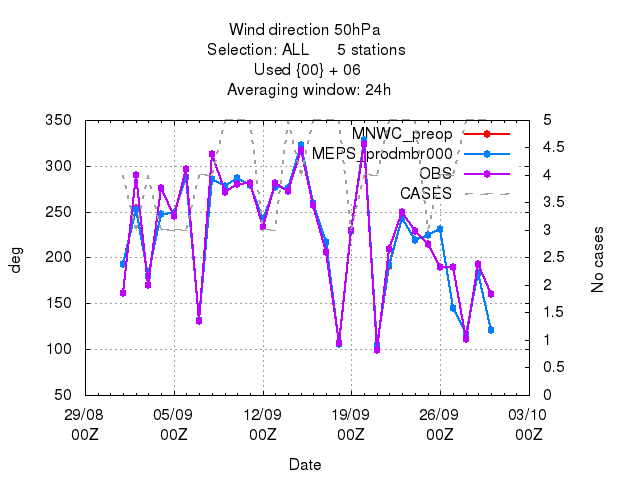 Wind direction 50hPa
Selection: ALL 5 stations
Used {00} + 06
Averaging window: 24h
350 5
MNWC_preop
4.5
MEPS_prodmbr000
300
OBS 4
CASES
3.5
250
3
200 2.5
2
150
1.5
100 1
0.5
50 0
deg
No cases
29/08 05/09 12/09 19/09 26/09 03/10
00Z 00Z 00Z 00Z 00Z 00Z
Date